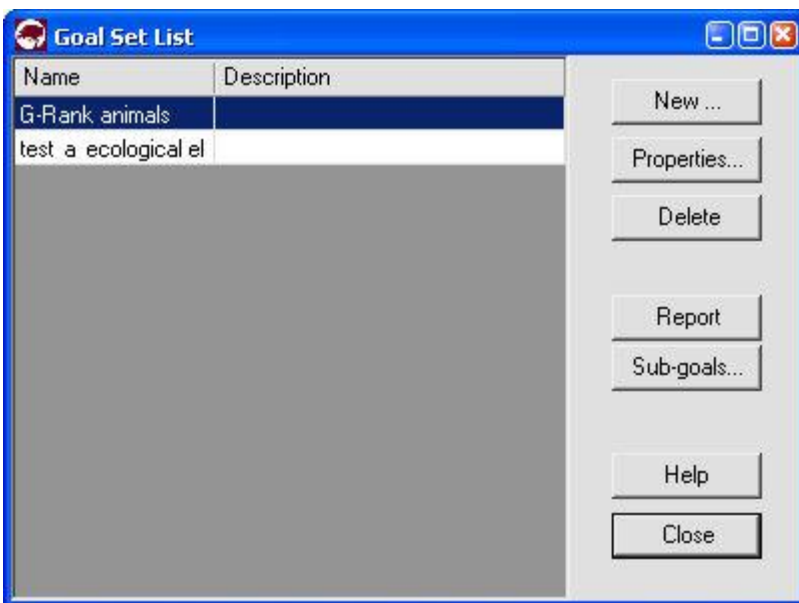 Goal Set List
Name Description
G-Rank animals
test a ecological el
New ...
Properties...
Delete
Report
Sub-goals...
Help
Close